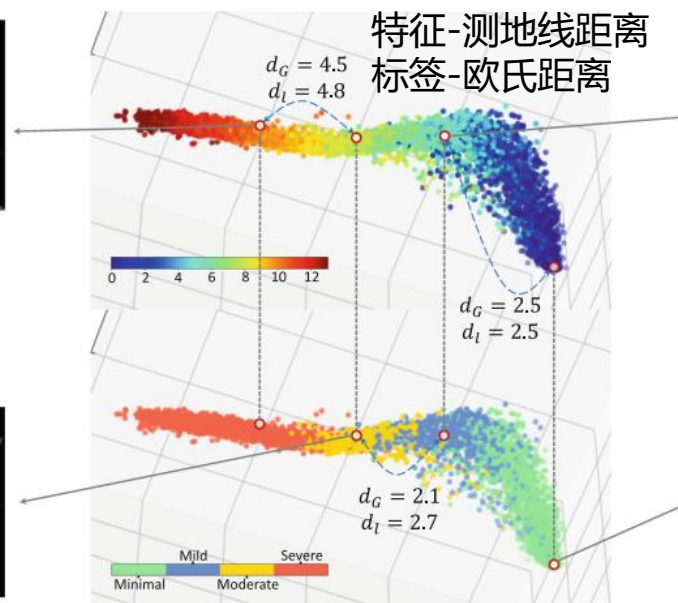 特征-测地线距离
标签-欧氏距离
d_G = 4.5
d_l = 4.8
0 2 4 6 8 10 12
d_G = 2.5
d_l = 2.5
d_G = 2.1
d_l = 2.7
Mild Severe
Minimal Moderate